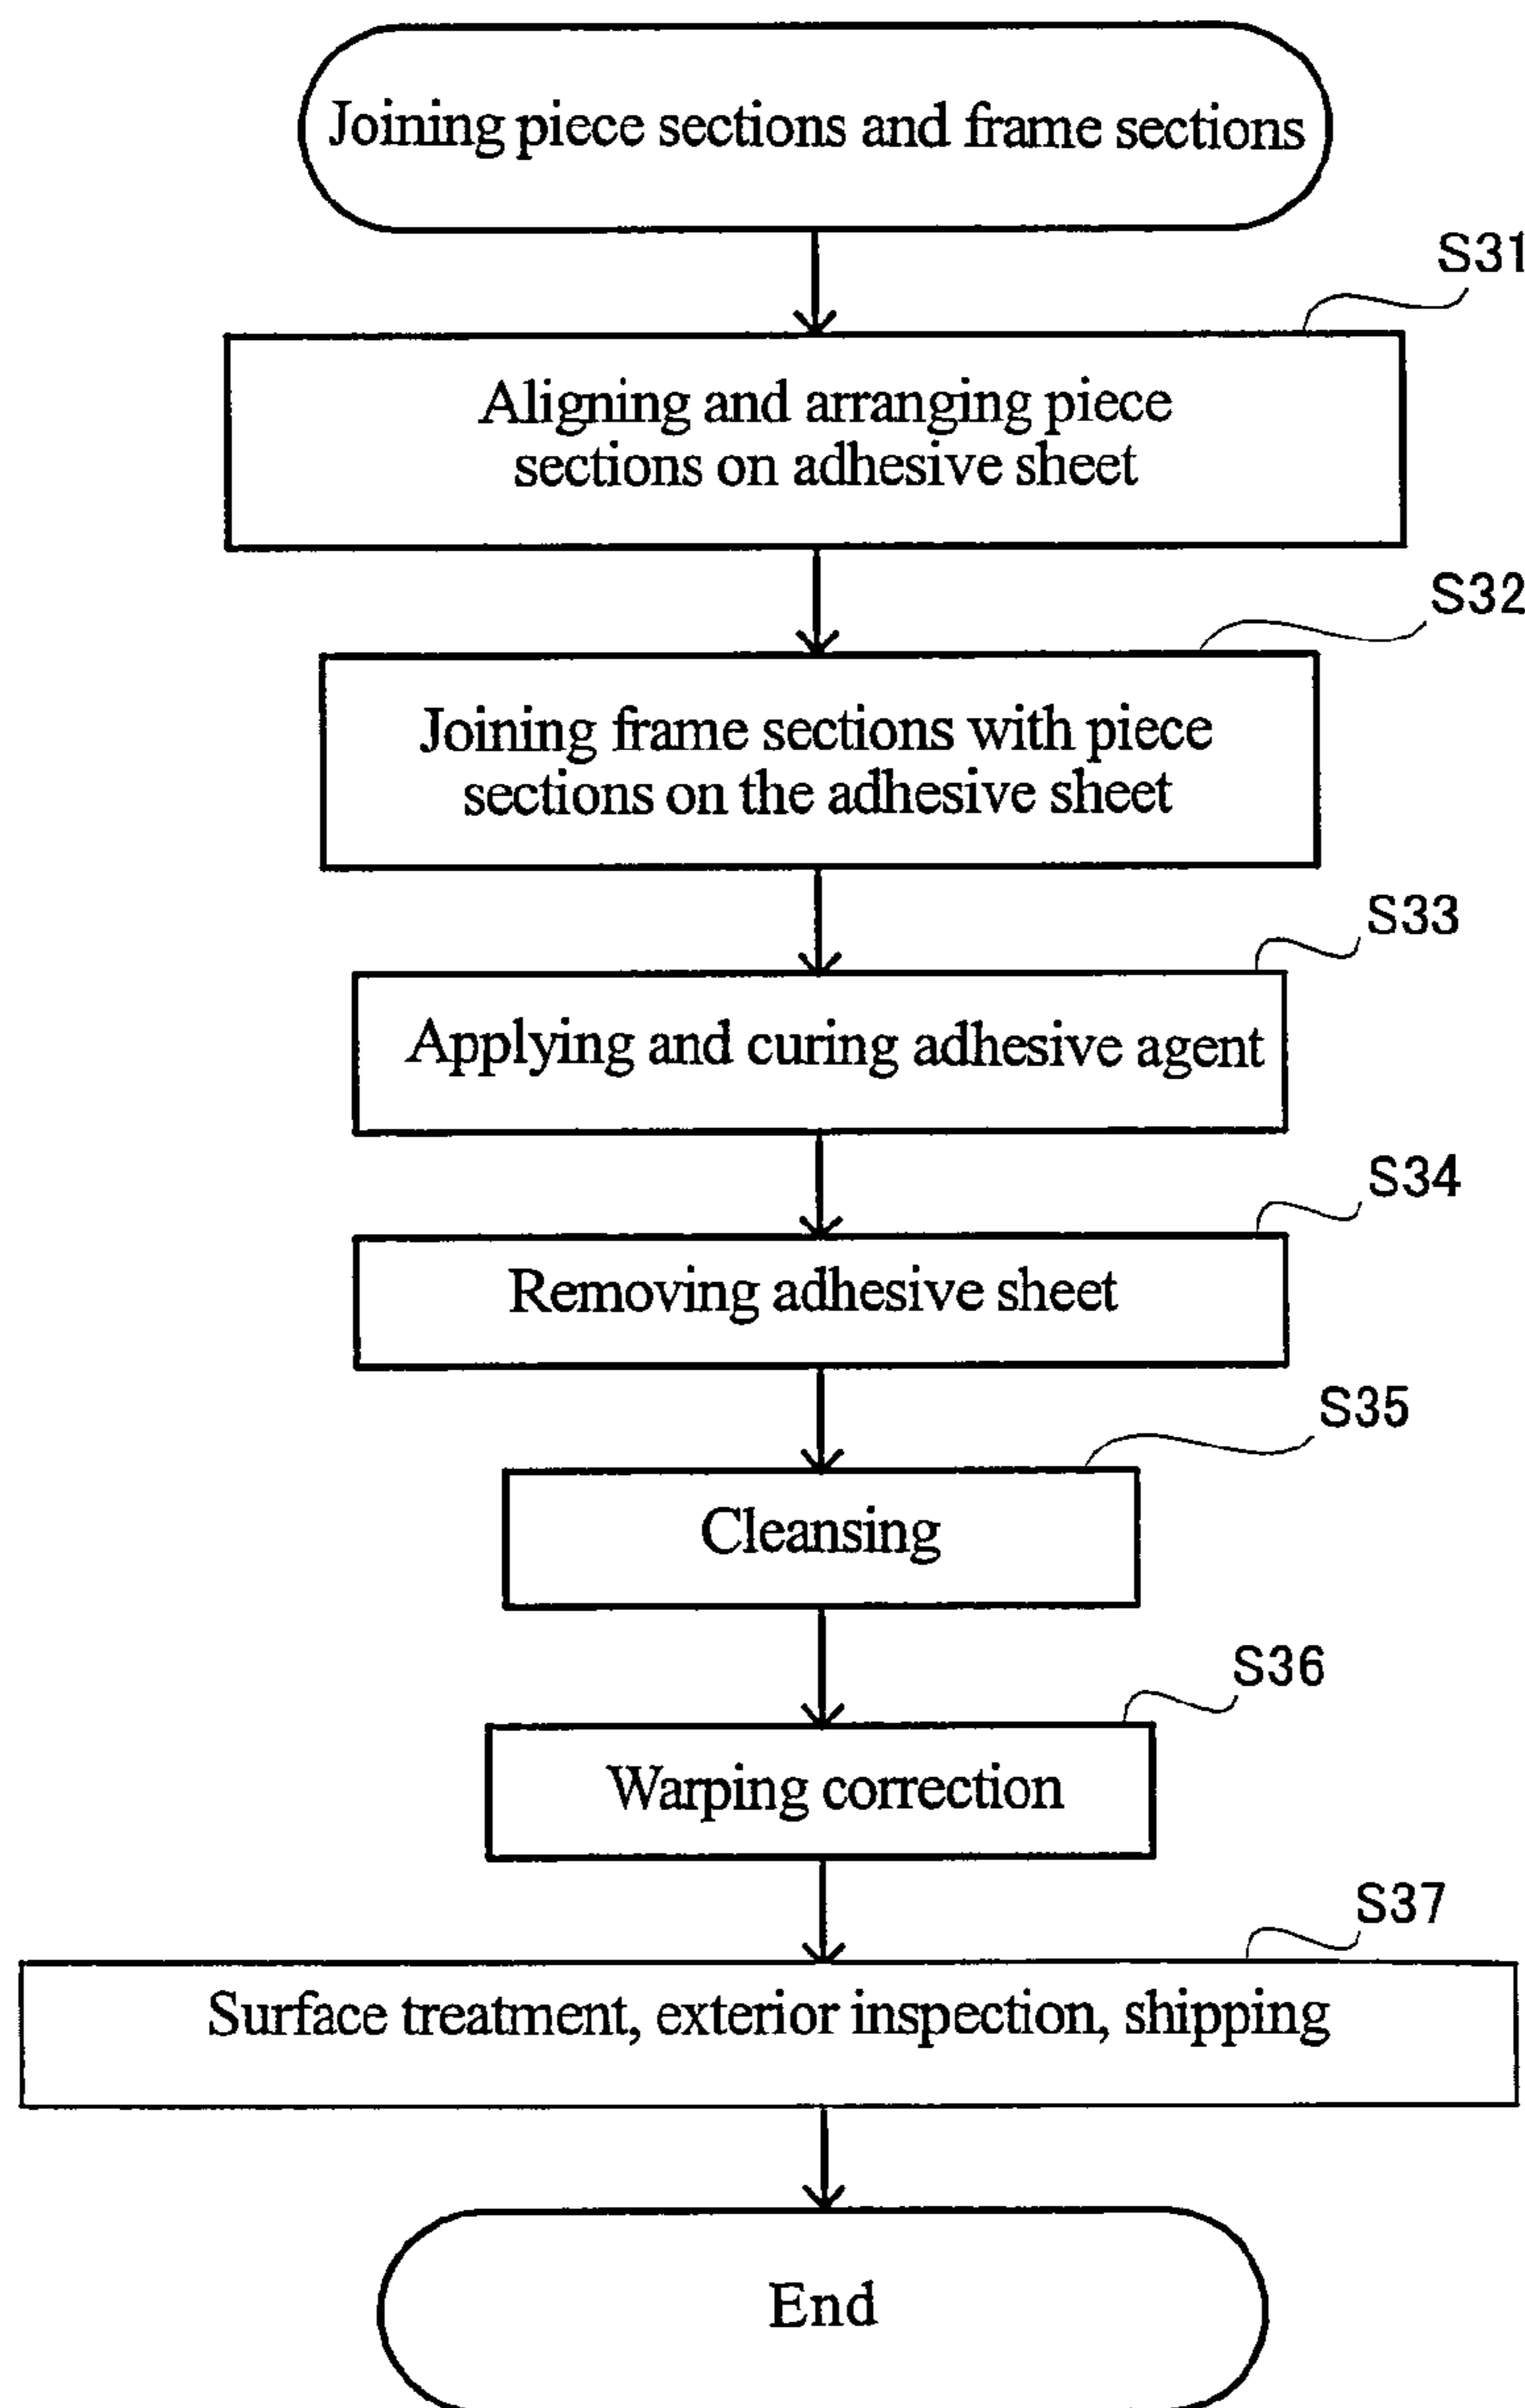 Joining piece sections and frame sections
S31
Aligning and arranging piece
sections on adhesive sheet
S32
Joining frame sections with piece
sections on the adhesive sheet
S33
Applying and curing adhesive agent
S34
Removing adhesive sheet
S35
Cleansing
S36
Warping correction
S37
Surface treatment, exterior inspection, shipping
End